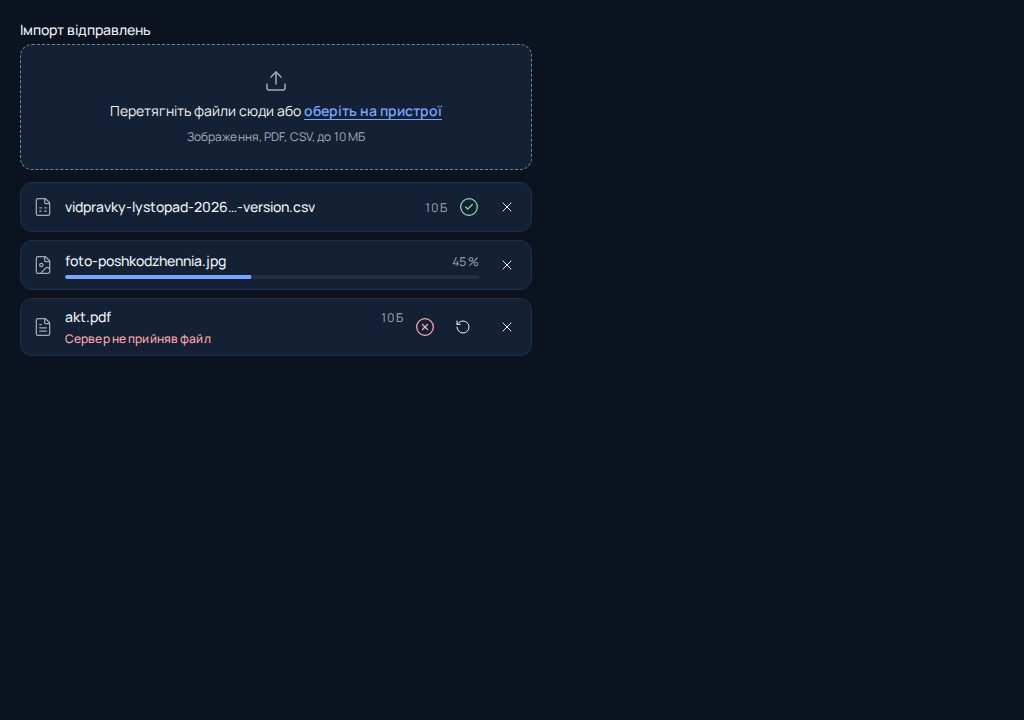 Імпорт відправлень
Перетягніть файли сюди або оберіть на пристрої
Зображення, PDF, CSV, до 10 МБ
vidpravky-lystopad-2026…-version.csv 10 Б
foto-poshkodzhennia.jpg 45 %
akt.pdf 10 Б
Сервер не прийняв файл